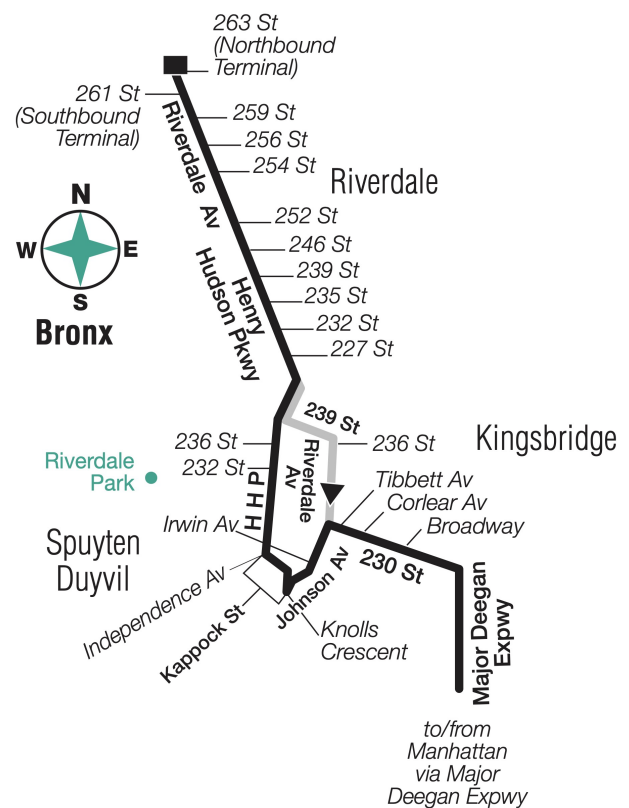 263 St
(Northbound
Terminal)
261 St
(Southbound
Terminal)
259 St
256 St
254 St
Riverdale Av
Riverdale
252 St
246 St
239 St
235 St
232 St
227 St
Henry
Hudson Pkwy
N
W
E
S
Bronx
239 St
236 St
236 St
Kingsbridge
Riverdale
Park
232 St
Riverdale
Av
HHP
Tibbett Av
Corlear Av
Broadway
Irwin Av
Spuyten
Duyvil
230 St
Independence Av
Johnson Av
Kappock St
Knolls
Crescent
Major Deegan
Expwy
to/from
Manhattan
via Major
Deegan Expwy